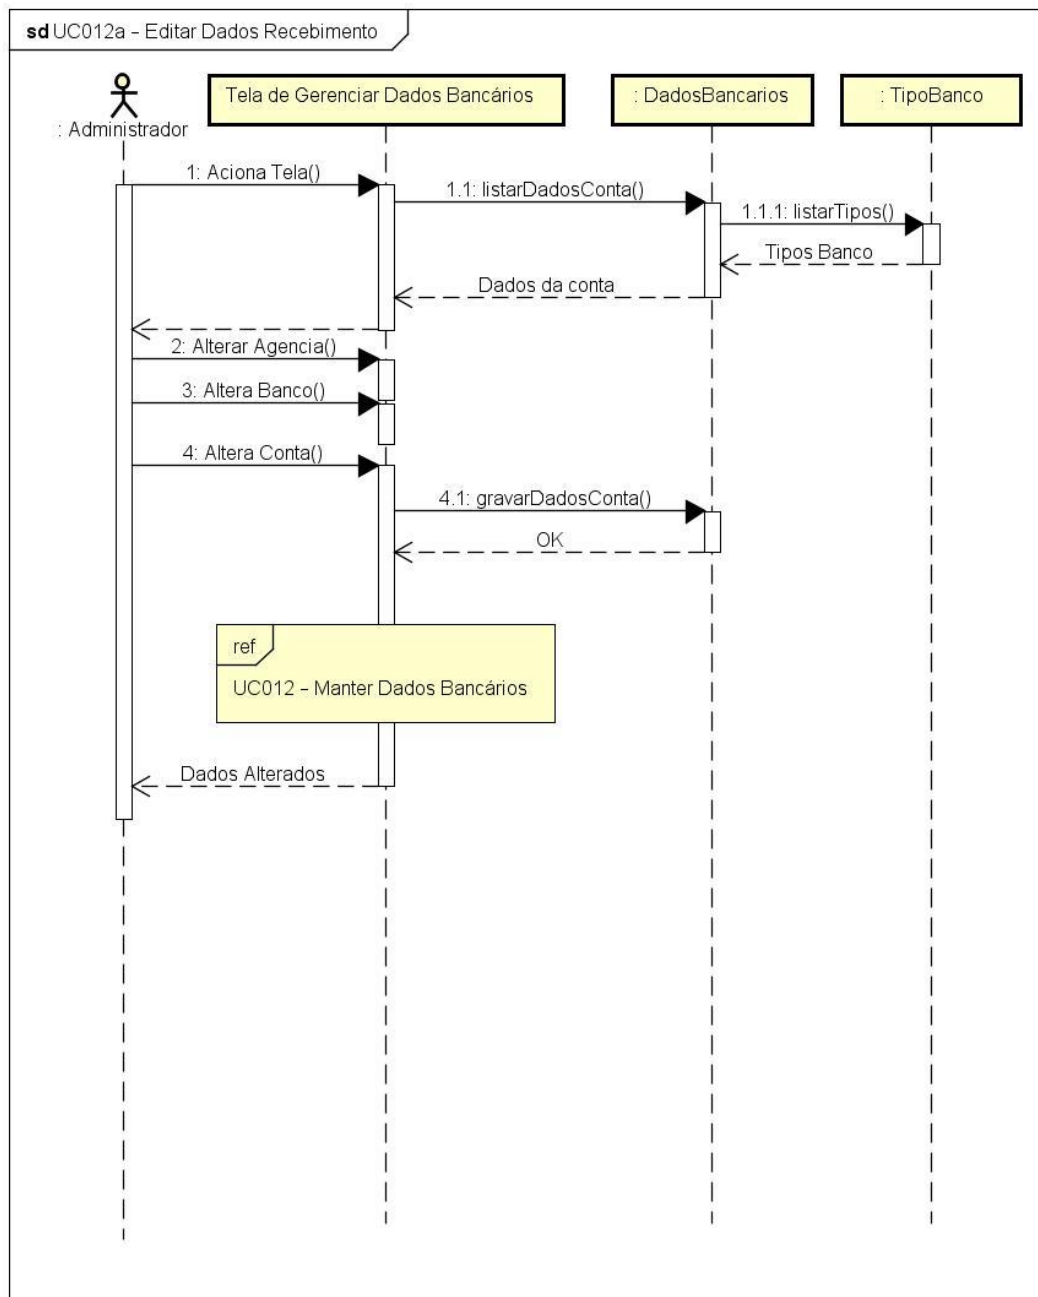 sd UC012a – Editar Dados Recebimento
: Administrador
Tela de Gerenciar Dados Bancários
: DadosBancarios
: TipoBanco
1: Aciona Tela()
1.1: listarDadosConta()
1.1.1: listarTipos()
Tipos Banco
Dados da conta
2: Alterar Agencia()
3: Altera Banco()
4: Altera Conta()
4.1: gravarDadosConta()
OK
ref
UC012 – Manter Dados Bancários
Dados Alterados